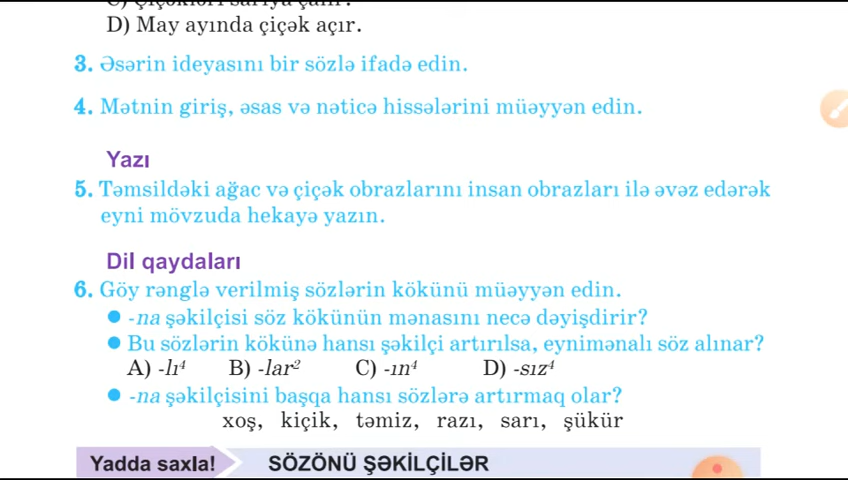 C) Çiçəkləri sarıya çalır.
D) May ayında çiçək açır.
3. Əsərin ideyasını bir sözlə ifadə edin.
4. Mətnin giriş, əsas və nəticə hissələrini müəyyən edin.
Yazı
5. Təmsildəki ağac və çiçək obrazlarını insan obrazları ilə əvəz edərək
eyni mövzuda hekayə yazın.
Dil qaydaları
6. Göy rənglə verilmiş sözlərin kökünü müəyyən edin.
● -na şəkilçisi söz kökünün mənasını necə dəyişdirir?
● Bu sözlərin kökünə hansı şəkilçi artırılsa, eynimənalı söz alınar?
A) -lı⁴ B) -lar² C) -ın⁴ D) -sız⁴
● -na şəkilçisini başqa hansı sözlərə artırmaq olar?
xoş, kiçik, təmiz, razı, sarı, şükür
Yadda saxla! SÖZÖNÜ ŞƏKİLÇİLƏR